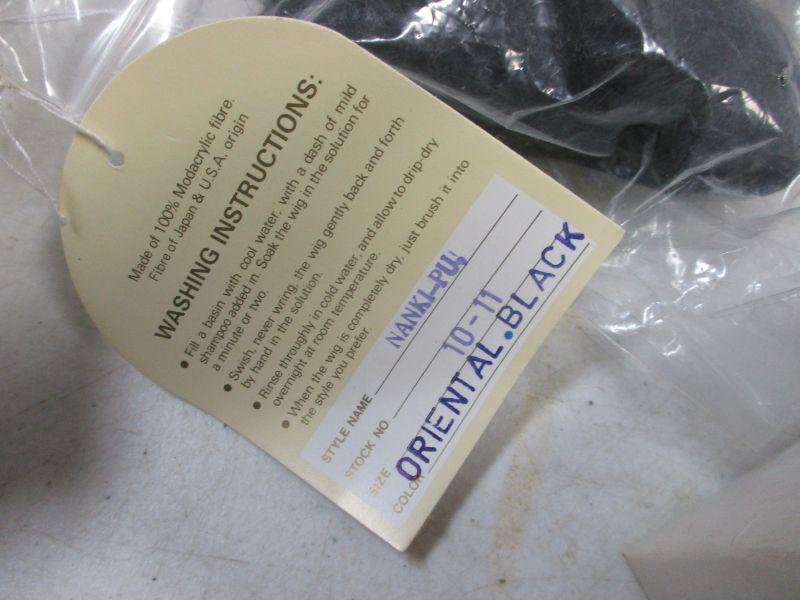 Made of 100% Modacrylic fibre.
Fibre of Japan & U.S.A. origin
WASHING INSTRUCTIONS:
• Fill a basin with cool water, with a dash of mild
shampoo added in. Soak the wig in the solution for
a minute or two.
• Swish, never wring, the wig gently back and forth
by hand in the solution.
• Rinse throughly in cold water, and allow to drip-dry
overnight at room temperature.
• When the wig is completely dry, just brush it into
the style you prefer.
STYLE NAME NANKI-PU
STOCK NO. 10-11
SIZE
COLOR ORIENTAL.BLACK